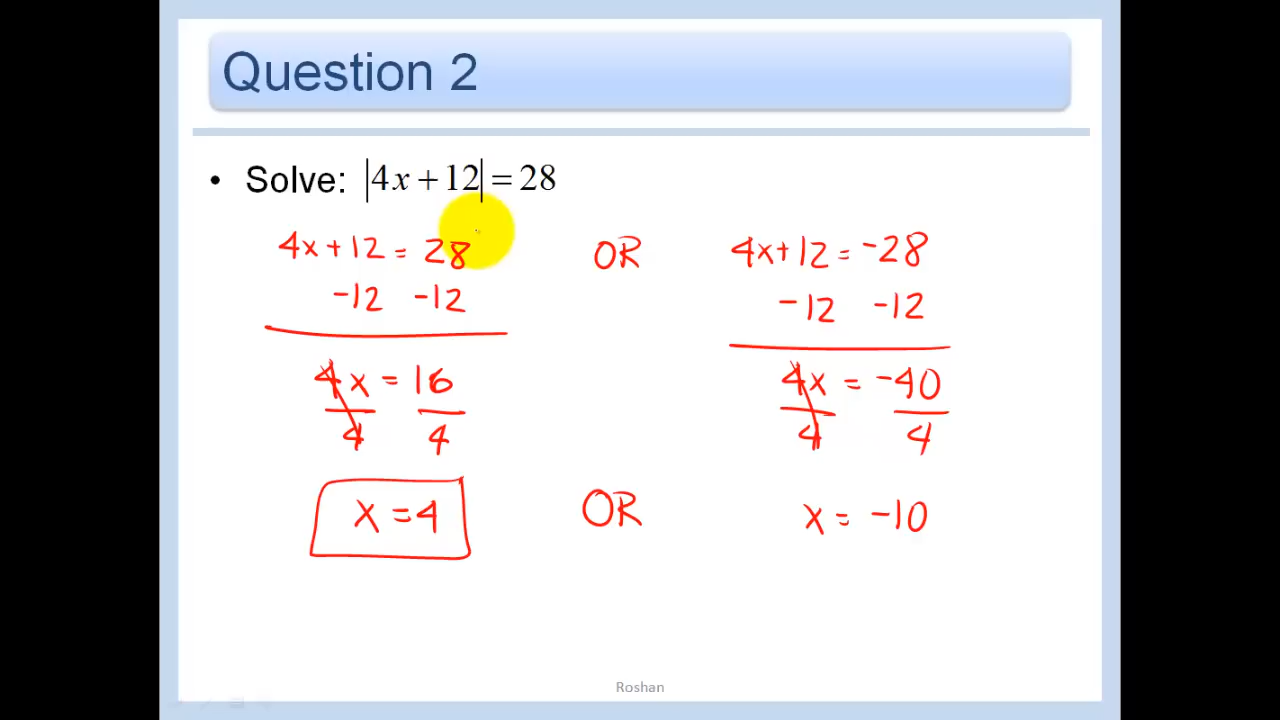 Question 2
• Solve: |4x + 12| = 28
4x + 12 = 28 OR 4x + 12 = -28
-12 -12 -12 -12
4x = 16 4x = -40
4 4 4 4
x = 4 OR x = -10
Roshan